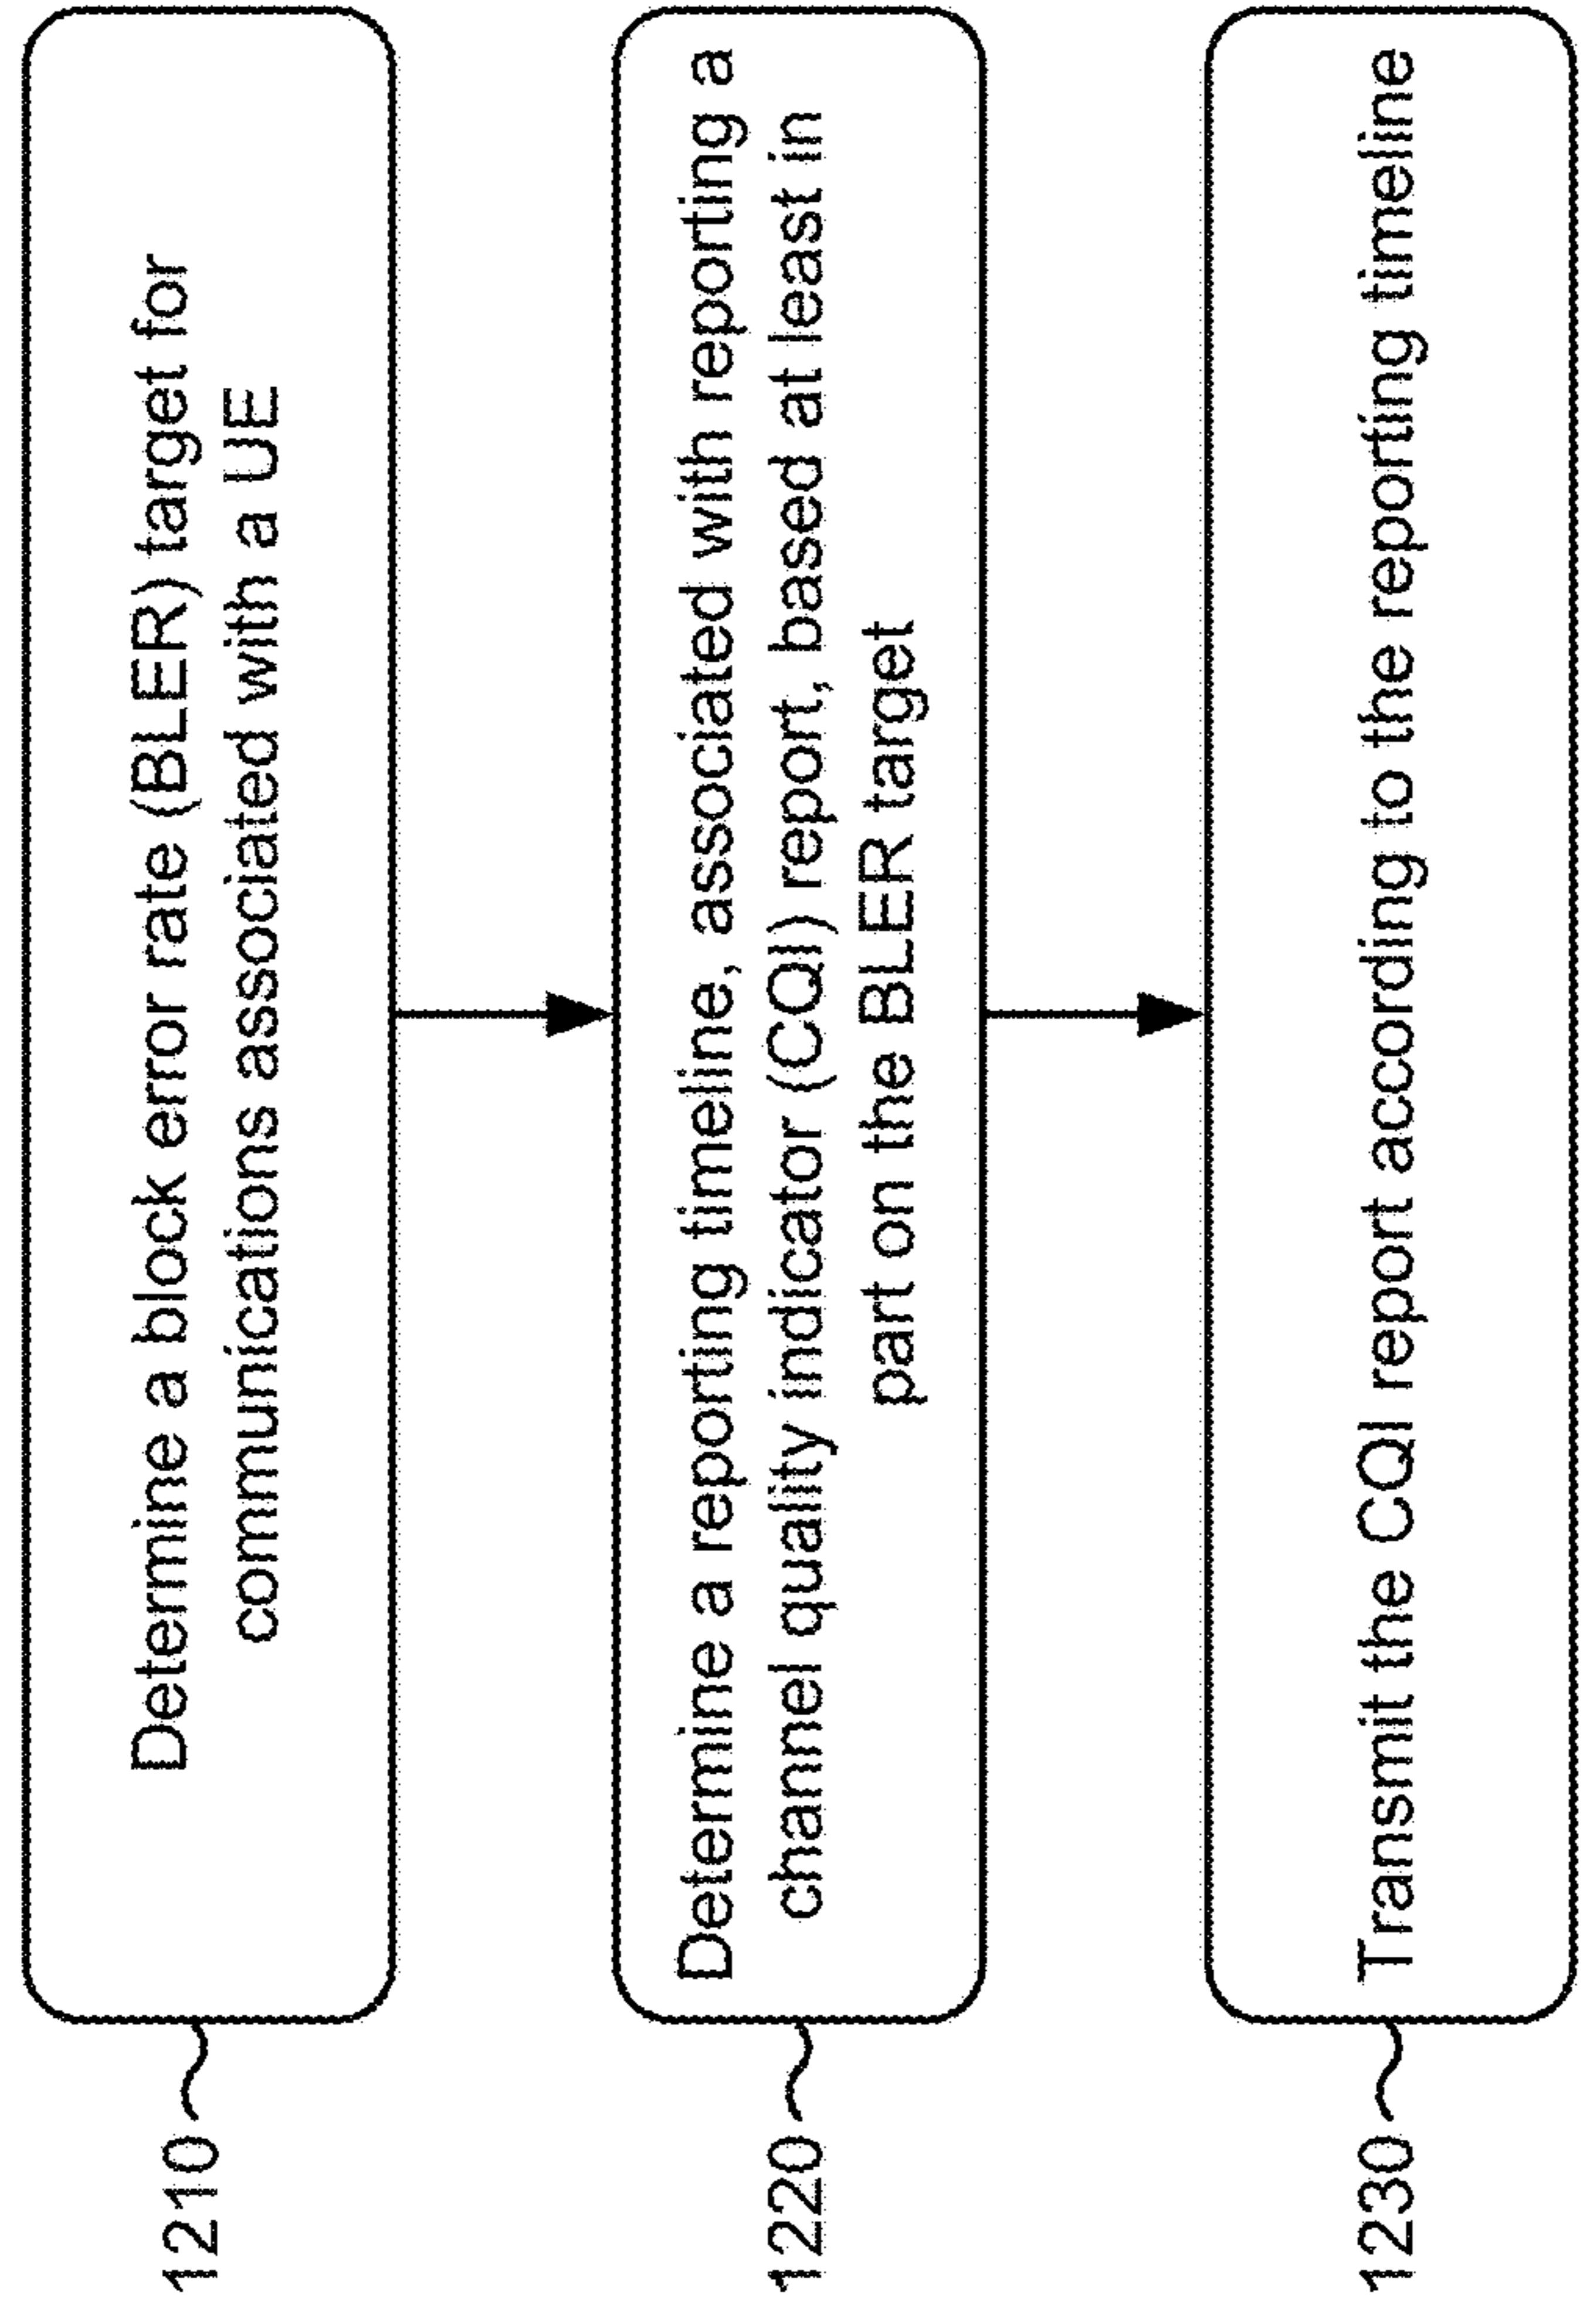 1210
Determine a block error rate (BLER) target for
communications associated with a UE
1220
Determine a reporting timeline, associated with reporting a
channel quality indicator (CQI) report, based at least in
part on the BLER target
1230
Transmit the CQI report according to the reporting timeline